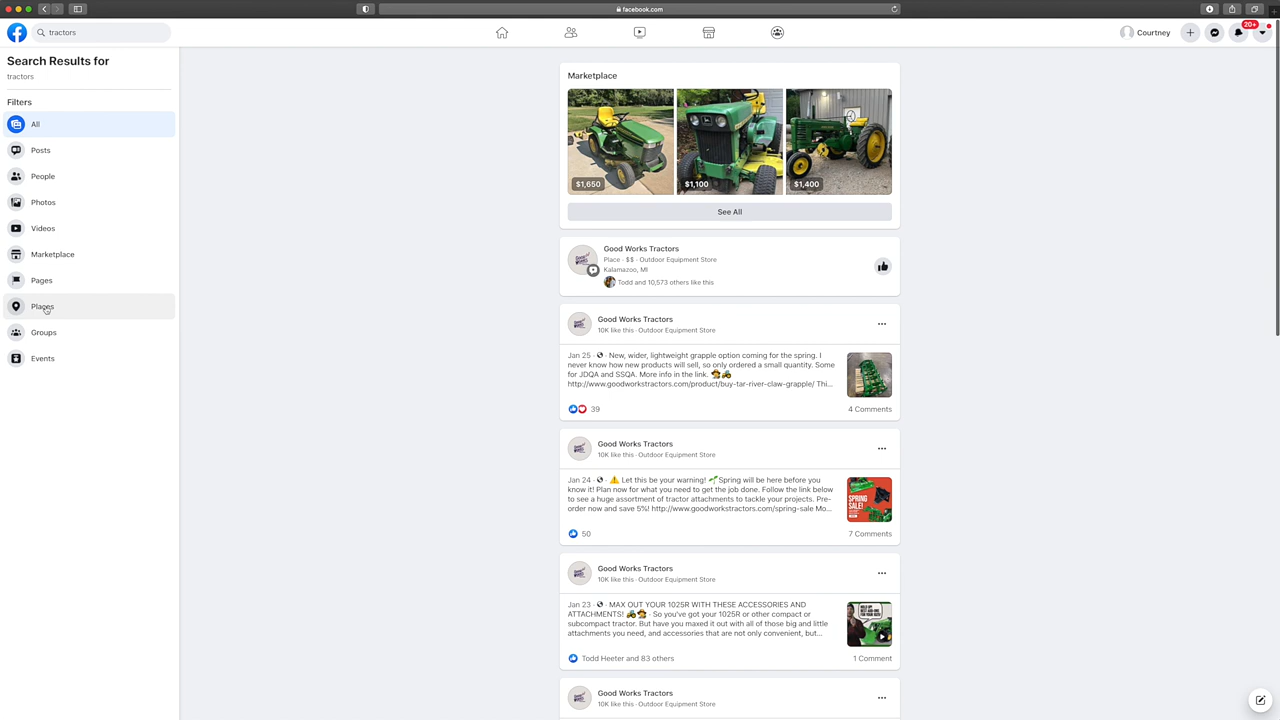 facebook.com
tractors
Courtney
20+
Search Results for
tractors
Filters
All
Posts
People
Photos
Videos
Marketplace
Pages
Places
Groups
Events
Marketplace
$1,650
$1,100
$1,400
See All
Good Works Tractors
Place · $$ · Outdoor Equipment Store
Kalamazoo, MI
Todd and 10,573 others like this
Good Works Tractors
10K like this · Outdoor Equipment Store
Jan 25 · New, wider, lightweight grapple option coming for the spring. I
never know how new products will sell, so only ordered a small quantity. Some
for JDQA and SSQA. More info in the link.
http://www.goodworkstractors.com/product/buy-tar-river-claw-grapple/ Thi...
39
4 Comments
Good Works Tractors
10K like this · Outdoor Equipment Store
Jan 24 · ⚠️ Let this be your warning! 🌱Spring will be here before you
know it! Plan now for what you need to get the job done. Follow the link below
to see a huge assortment of tractor attachments to tackle your projects. Pre-
order now and save 5%! http://www.goodworkstractors.com/spring-sale Mo...
SPRING
SALE!
50
7 Comments
Good Works Tractors
10K like this · Outdoor Equipment Store
Jan 23 · MAX OUT YOUR 1025R WITH THESE ACCESSORIES AND
ATTACHMENTS! 🚜 · So you've got your 1025R or other compact or
subcompact tractor. But have you maxed it out with all of those big and little
attachments you need, and accessories that are not only convenient, but...
Todd Heeter and 83 others
1 Comment
Good Works Tractors
10K like this · Outdoor Equipment Store